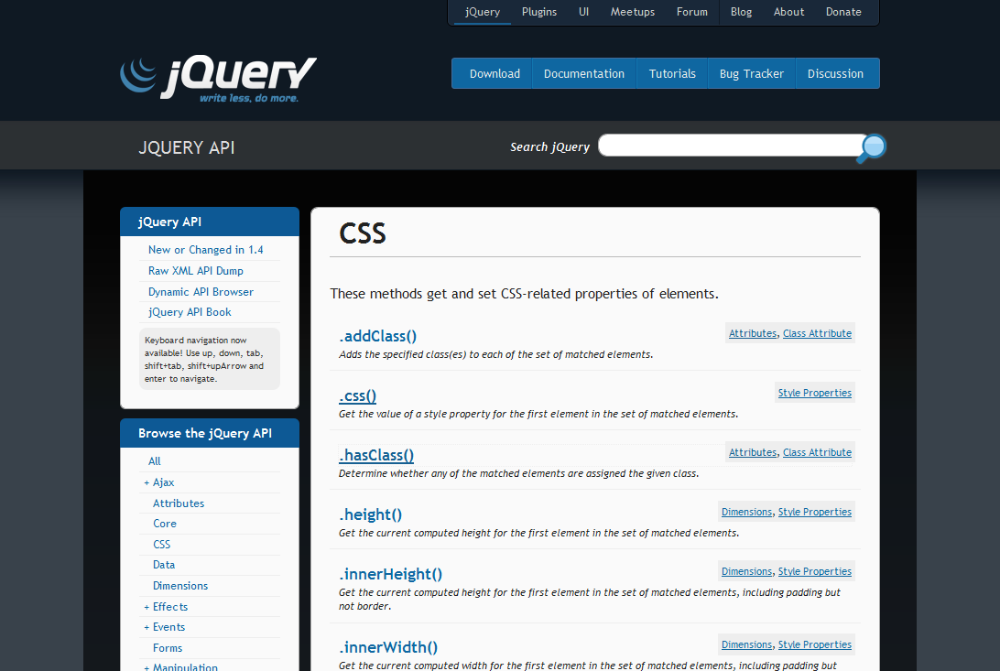 jQuery Plugins UI Meetups Forum Blog About Donate
jQuery
write less, do more.
Download Documentation Tutorials Bug Tracker Discussion
JQUERY API
Search jQuery
jQuery API
New or Changed in 1.4
Raw XML API Dump
Dynamic API Browser
jQuery API Book
Keyboard navigation now
available! Use up, down, tab,
shift+tab, shift+upArrow and
enter to navigate.
Browse the jQuery API
All
+ Ajax
Attributes
Core
CSS
Data
Dimensions
+ Effects
+ Events
Forms
+ Manipulation
CSS
These methods get and set CSS-related properties of elements.
.addClass()
Attributes, Class Attribute
Adds the specified class(es) to each of the set of matched elements.
.css()
Style Properties
Get the value of a style property for the first element in the set of matched elements.
.hasClass()
Attributes, Class Attribute
Determine whether any of the matched elements are assigned the given class.
.height()
Dimensions, Style Properties
Get the current computed height for the first element in the set of matched elements.
.innerHeight()
Dimensions, Style Properties
Get the current computed height for the first element in the set of matched elements, including padding but
not border.
.innerWidth()
Dimensions, Style Properties
Get the current computed width for the first element in the set of matched elements, including padding but